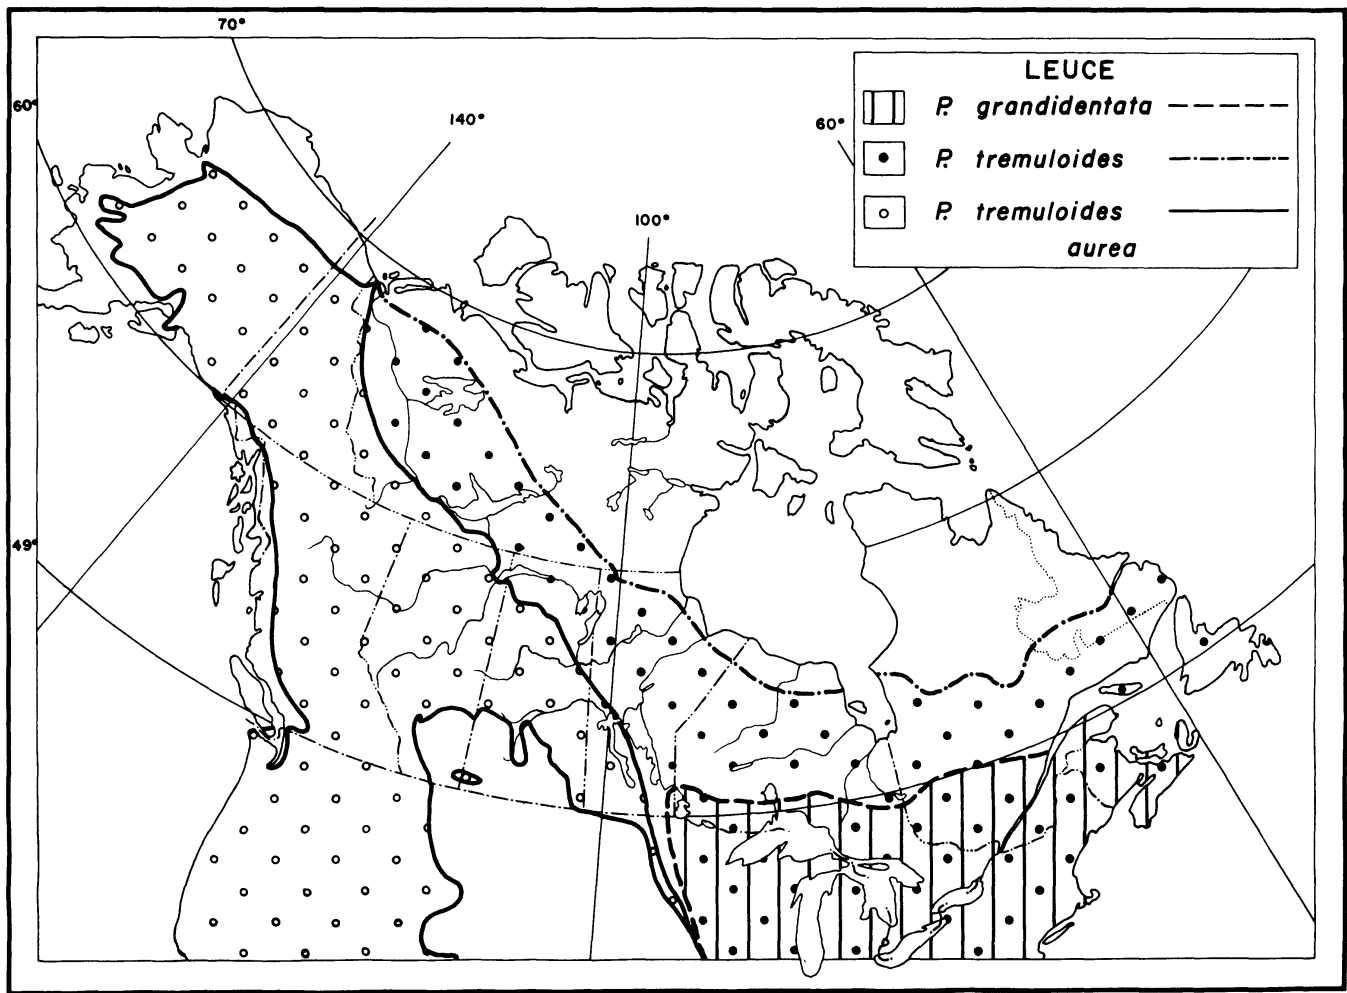 70°
60°
140°
60°
100°
49°
LEUCE
P. grandidentata
P. tremuloides
P. tremuloides
aurea